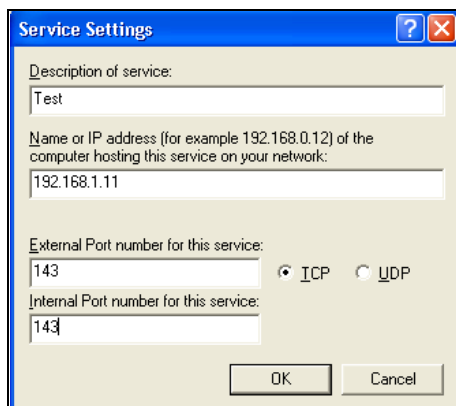 Service Settings
?
Description of service:
Test
Name or IP address (for example 192.168.0.12) of the
computer hosting this service on your network:
192.168.1.11
External Port number for this service:
143
TCP
UDP
Internal Port number for this service:
143
OK
Cancel